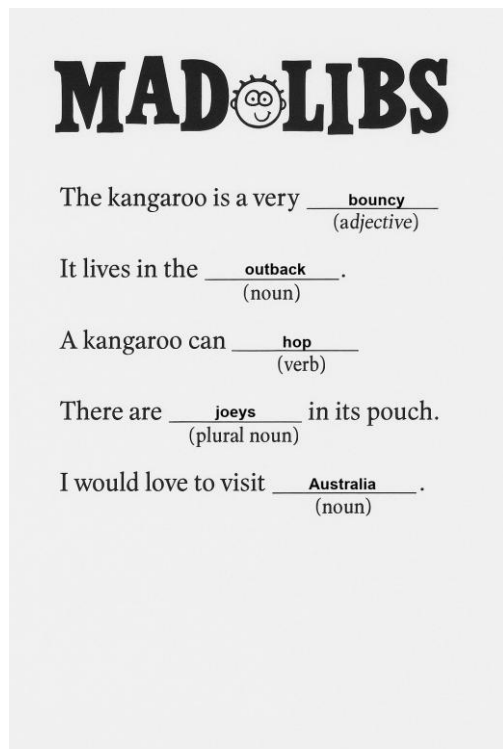 MAD LIBS
The kangaroo is a very bouncy
(adjective)
It lives in the outback .
(noun)
A kangaroo can hop
(verb)
There are joeys in its pouch.
(plural noun)
I would love to visit Australia .
(noun)